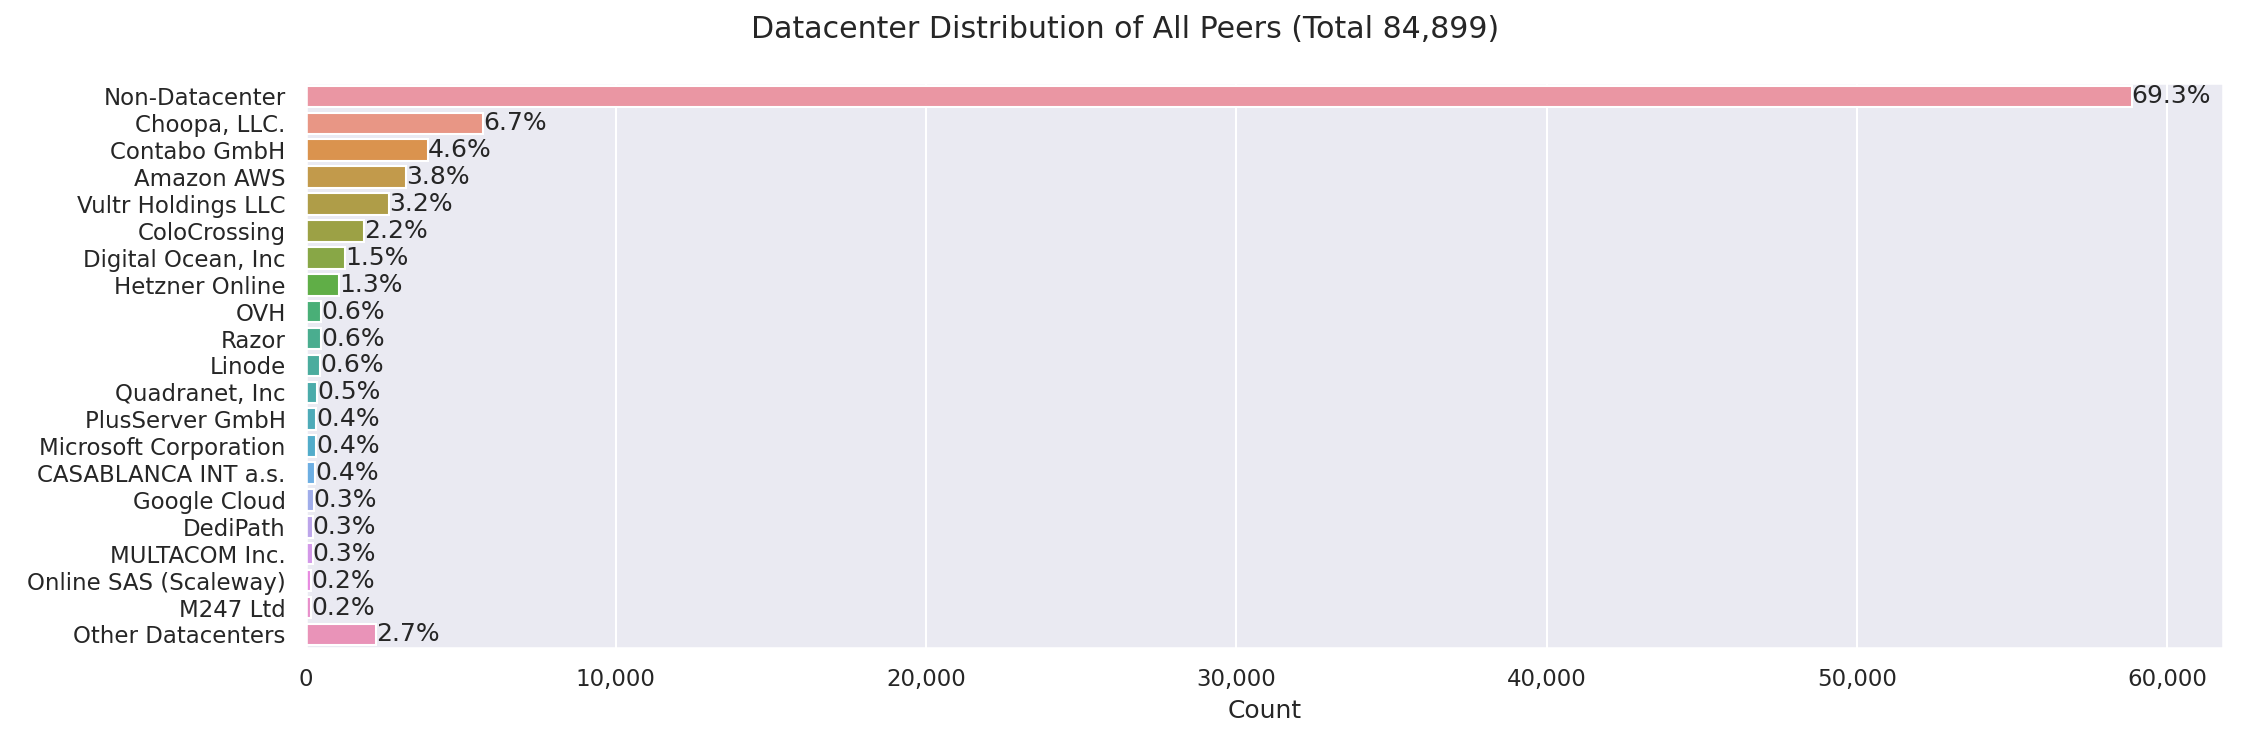 Datacenter Distribution of All Peers (Total 84,899)
Non-Datacenter 69.3%
Choopa, LLC. 6.7%
Contabo GmbH 4.6%
Amazon AWS 3.8%
Vultr Holdings LLC 3.2%
ColoCrossing 2.2%
Digital Ocean, Inc 1.5%
Hetzner Online 1.3%
OVH 0.6%
Razor 0.6%
Linode 0.6%
Quadranet, Inc 0.5%
PlusServer GmbH 0.4%
Microsoft Corporation 0.4%
CASABLANCA INT a.s. 0.4%
Google Cloud 0.3%
DediPath 0.3%
MULTACOM Inc. 0.3%
Online SAS (Scaleway) 0.2%
M247 Ltd 0.2%
Other Datacenters 2.7%
0 10,000 20,000 30,000 40,000 50,000 60,000
Count